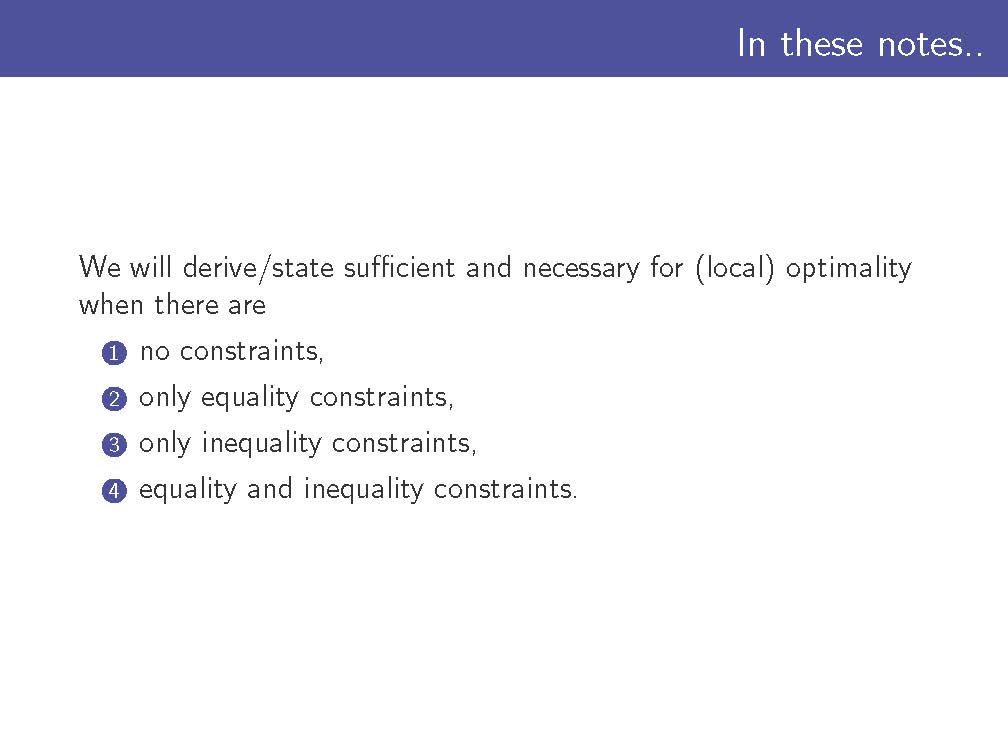 In these notes..
We will derive/state sufficient and necessary for (local) optimality
when there are
1 no constraints,
2 only equality constraints,
3 only inequality constraints,
4 equality and inequality constraints.